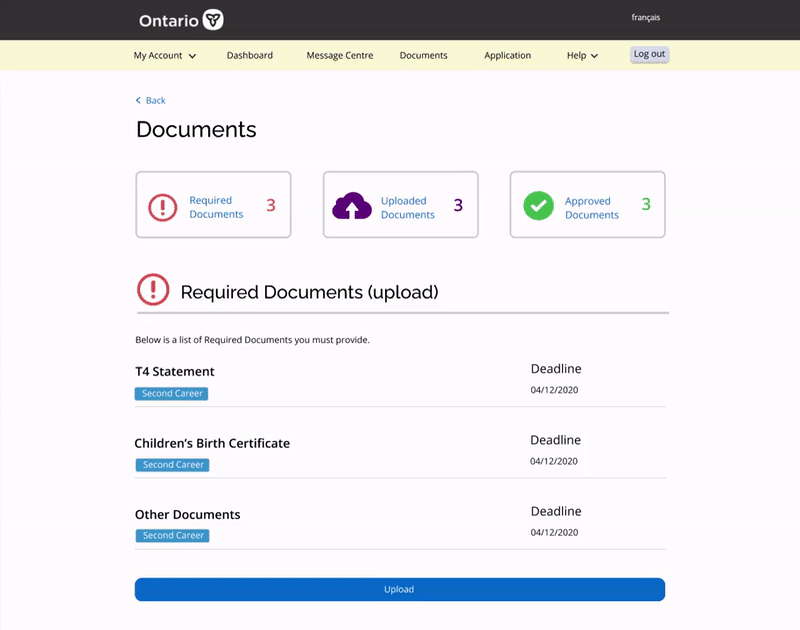 Ontario
français
My Account Dashboard Message Centre Documents Application Help Log out
Back
Documents
Required Documents 3
Uploaded Documents 3
Approved Documents 3
Required Documents (upload)
Below is a list of Required Documents you must provide.
T4 Statement
Deadline
Second Career
04/12/2020
Children’s Birth Certificate
Deadline
Second Career
04/12/2020
Other Documents
Deadline
Second Career
04/12/2020
Upload